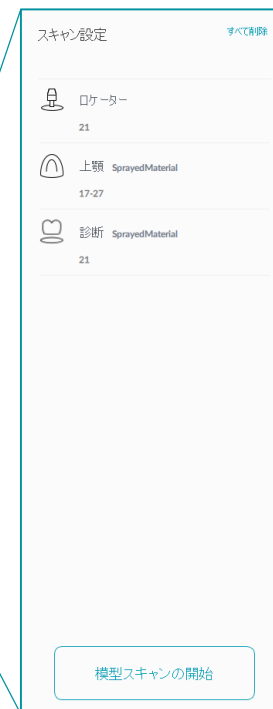 スキャン設定 すべて削除
ロケーター
21
上顎 SprayedMaterial
17-27
診断 SprayedMaterial
21
模型スキャンの開始